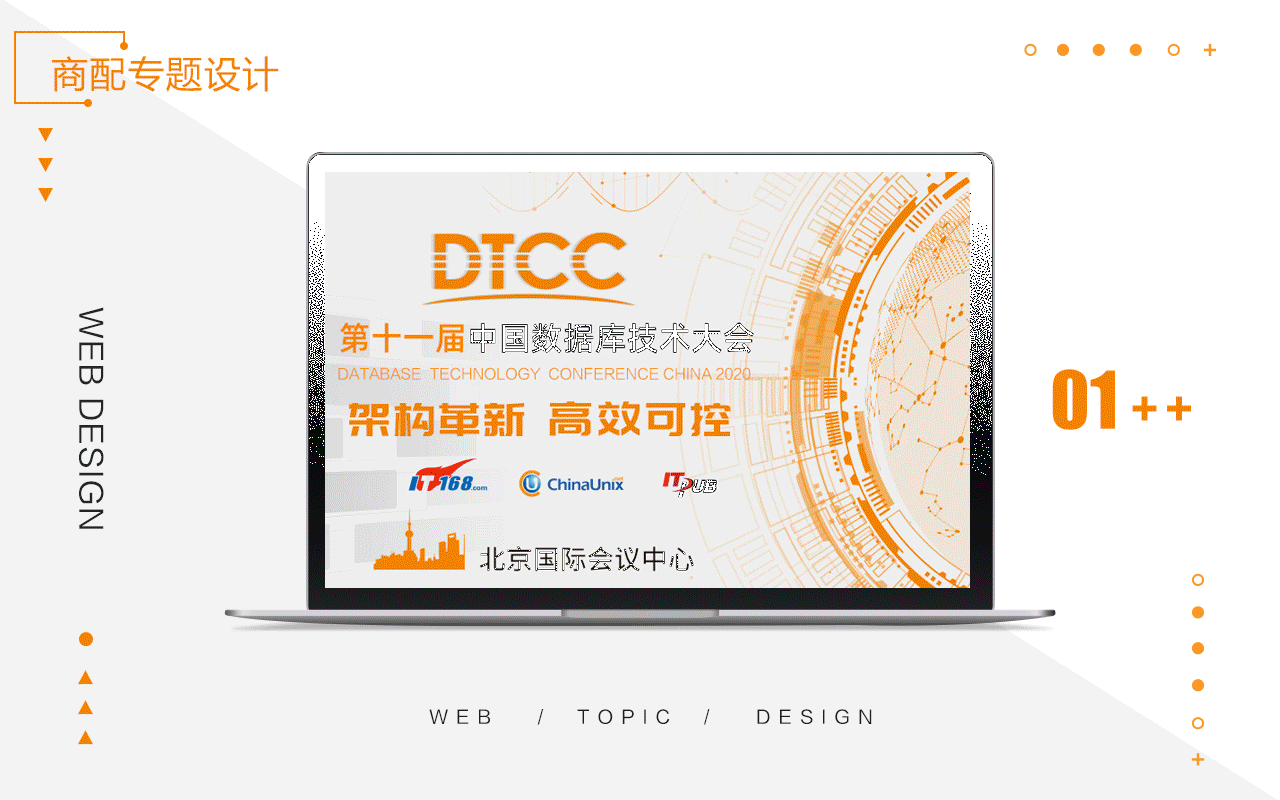 商配专题设计
WEB DESIGN
DTCC
第十一届中国数据库技术大会
DATABASE TECHNOLOGY CONFERENCE CHINA 2020
架构革新 高效可控
IT168.com
ChinaUnix
ITPUB
北京国际会议中心
01++
WEB / TOPIC / DESIGN